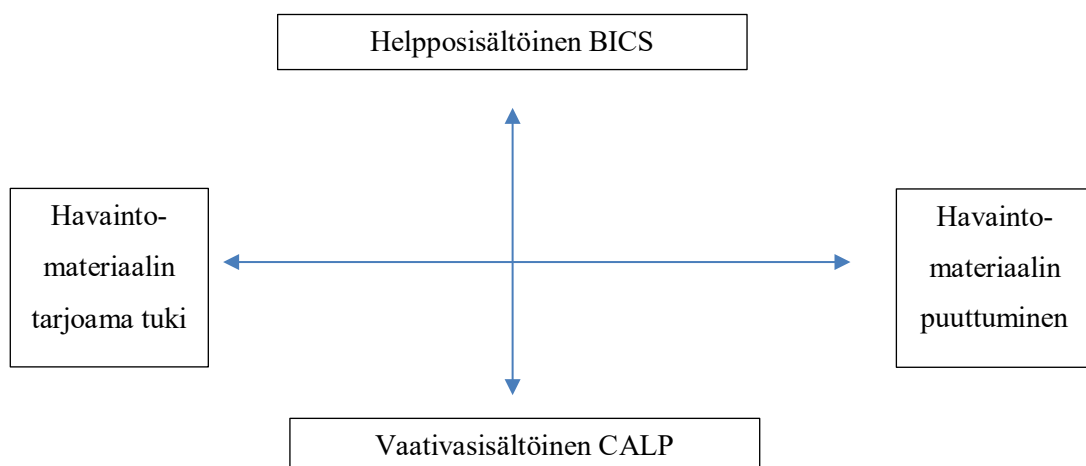 Helpposisältöinen BICS
Havainto-
materiaalin
tarjoama tuki
Havainto-
materiaalin
puuttuminen
Vaativasisältöinen CALP